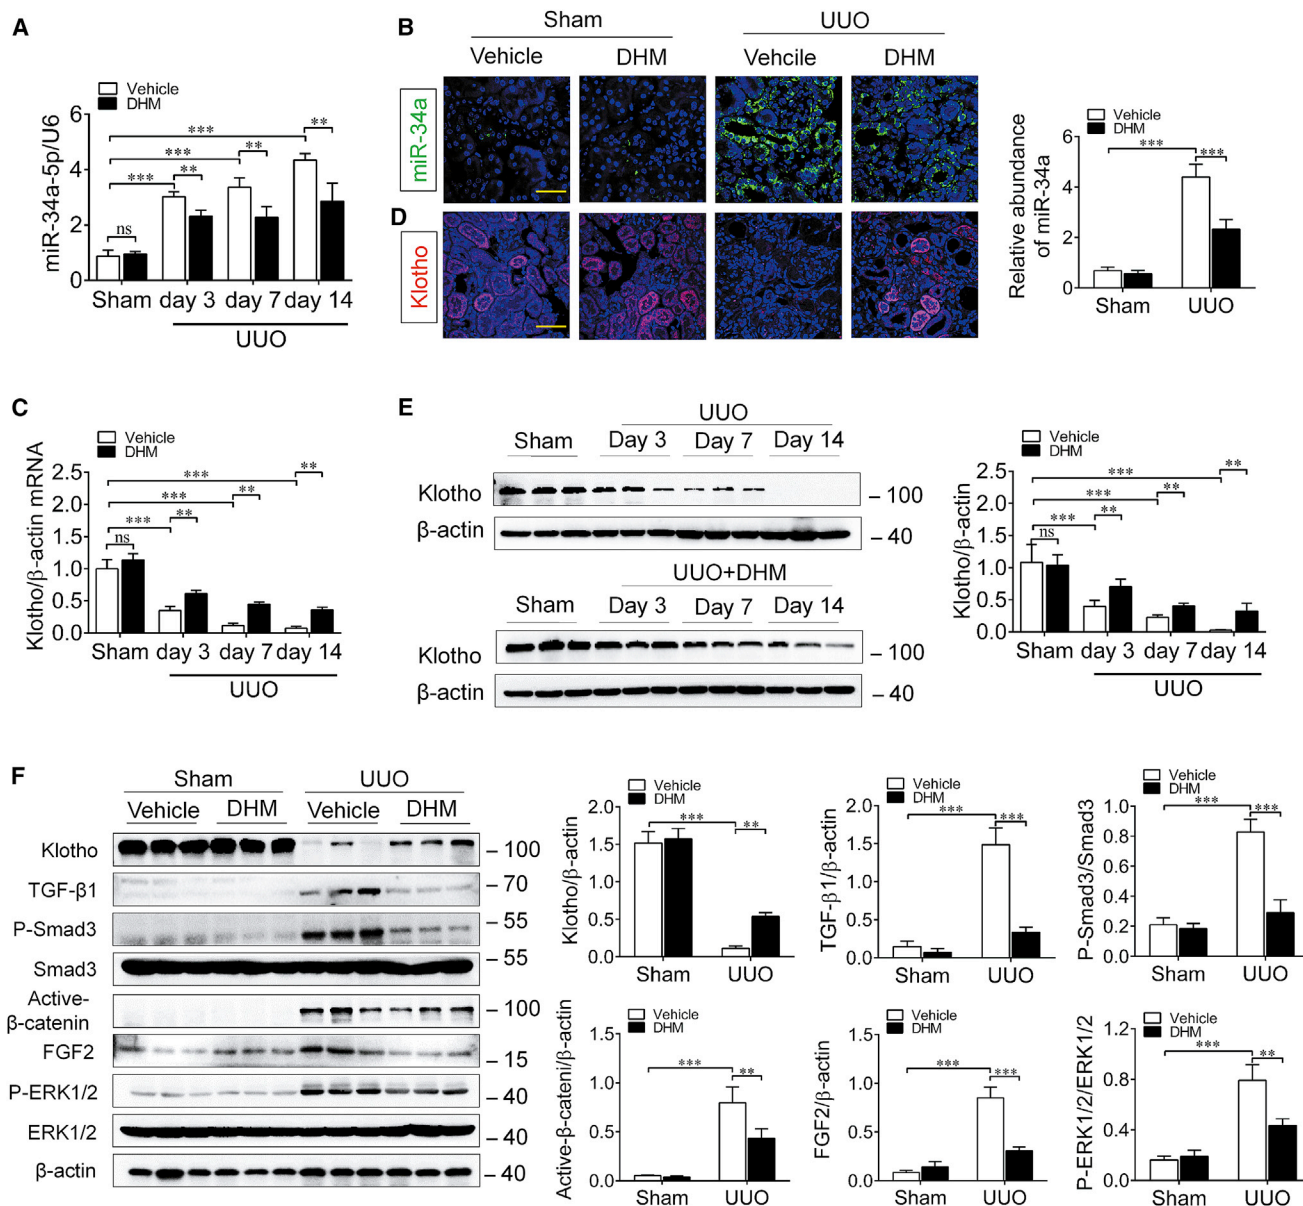 A
Vehicle
DHM
miR-34a-5p/U6
6
4
2
0
***
***
***
**
**
**
ns
Sham day 3 day 7 day 14
UUO
B
Sham UUO
Vehicle DHM Vehcile DHM
miR-34a
D
Klotho
Vehicle
DHM
Relative abundance
of miR-34a
6
4
2
0
*** ***
Sham UUO
C
Vehicle
DHM
Klotho/β-actin mRNA
2.5
2.0
1.5
1.0
0.5
0.0
***
**
***
**
***
**
ns
Sham day 3 day 7 day 14
UUO
E
UUO
Sham Day 3 Day 7 Day 14
Klotho – 100
β-actin – 40
UUO+DHM
Sham Day 3 Day 7 Day 14
Klotho – 100
β-actin – 40
Vehicle
DHM
Klotho/β-actin
2.5
2.0
1.5
1.0
0.5
0.0
***
**
***
**
***
**
ns
Sham day 3 day 7 day 14
UUO
F
Sham UUO
Vehicle DHM Vehicle DHM
Klotho – 100
TGF-β1 – 70
P-Smad3 – 55
Smad3 – 55
Active-
β-catenin – 100
FGF2 – 15
P-ERK1/2 – 40
ERK1/2 – 40
β-actin – 40
Vehicle
DHM
Klotho/β-actin
2.0
1.5
1.0
0.5
0.0
*** **
Sham UUO
Vehicle
DHM
TGF-β1/β-actin
2.0
1.5
1.0
0.5
0.0
*** ***
Sham UUO
Vehicle
DHM
P-Smad3/Smad3
1.0
0.8
0.6
0.4
0.2
0.0
*** ***
Sham UUO
Vehicle
DHM
Active-β-cateni/β-actin
1.5
1.0
0.5
0.0
*** **
Sham UUO
Vehicle
DHM
FGF2/β-actin
1.5
1.0
0.5
0.0
*** ***
Sham UUO
Vehicle
DHM
P-ERK1/2/ERK1/2
1.2
0.8
0.4
0.0
*** **
Sham UUO